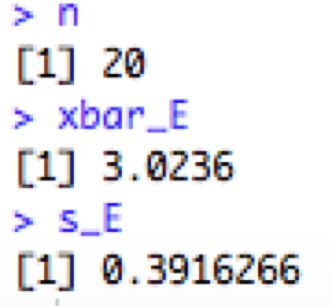 > n
[1] 20
> xbar_E
[1] 3.0236
> s_E
[1] 0.3916266